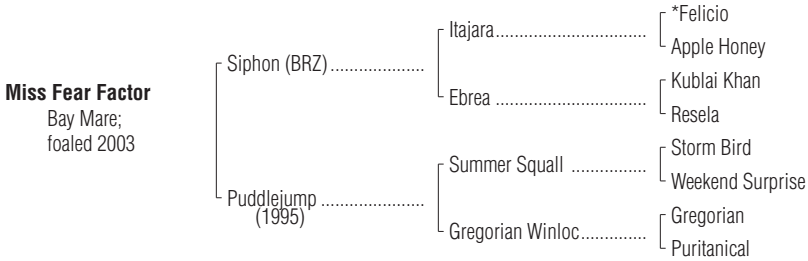 *Felicio
Itajara
Apple Honey
Siphon (BRZ)
Kublai Khan
Ebrea
Resela
Miss Fear Factor
Bay Mare;
foaled 2003
Storm Bird
Summer Squall
Weekend Surprise
Puddlejump
(1995)
Gregorian
Gregorian Winloc
Puritanical